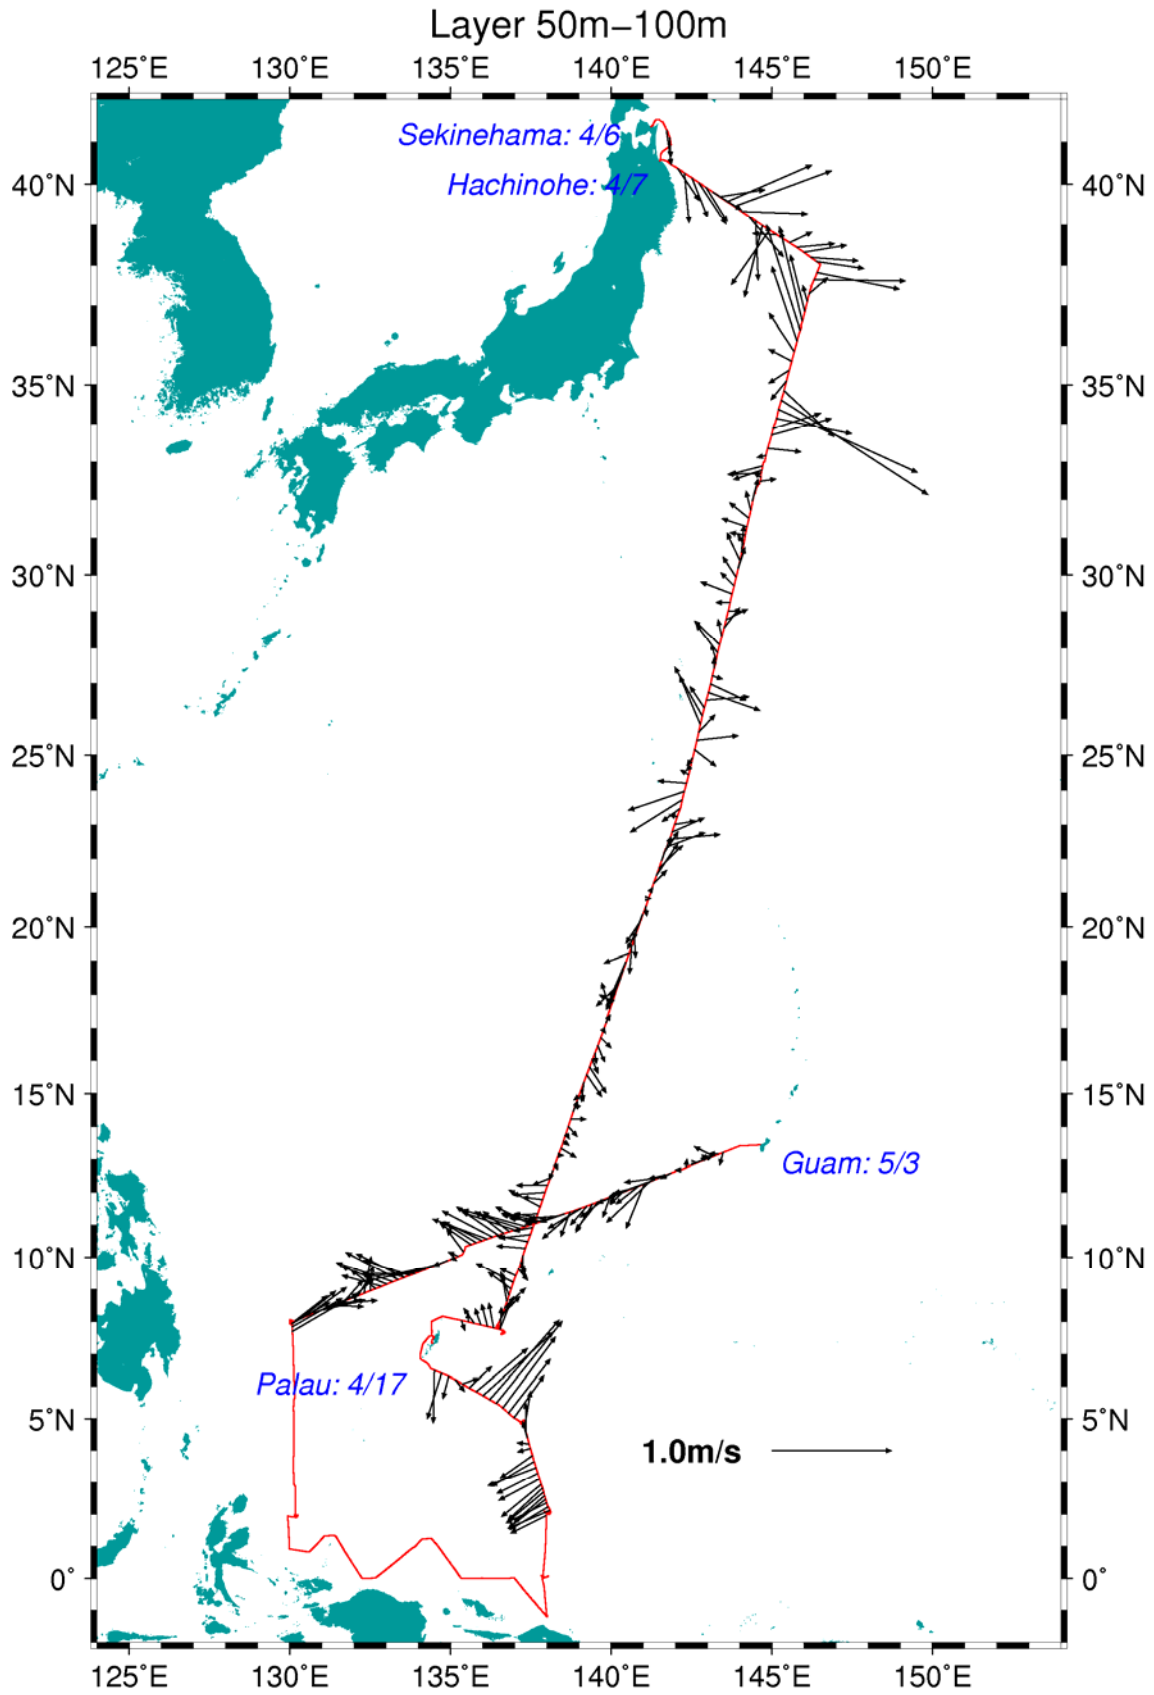 Layer 50m−100m
125˚E 130˚E 135˚E 140˚E 145˚E 150˚E
Sekinehama: 4/6
40˚N Hachinohe: 4/7 40˚N
35˚N 35˚N
30˚N 30˚N
25˚N 25˚N
20˚N 20˚N
15˚N 15˚N
Guam: 5/3
10˚N 10˚N
Palau: 4/17
5˚N 5˚N
1.0m/s
0˚ 0˚
125˚E 130˚E 135˚E 140˚E 145˚E 150˚E